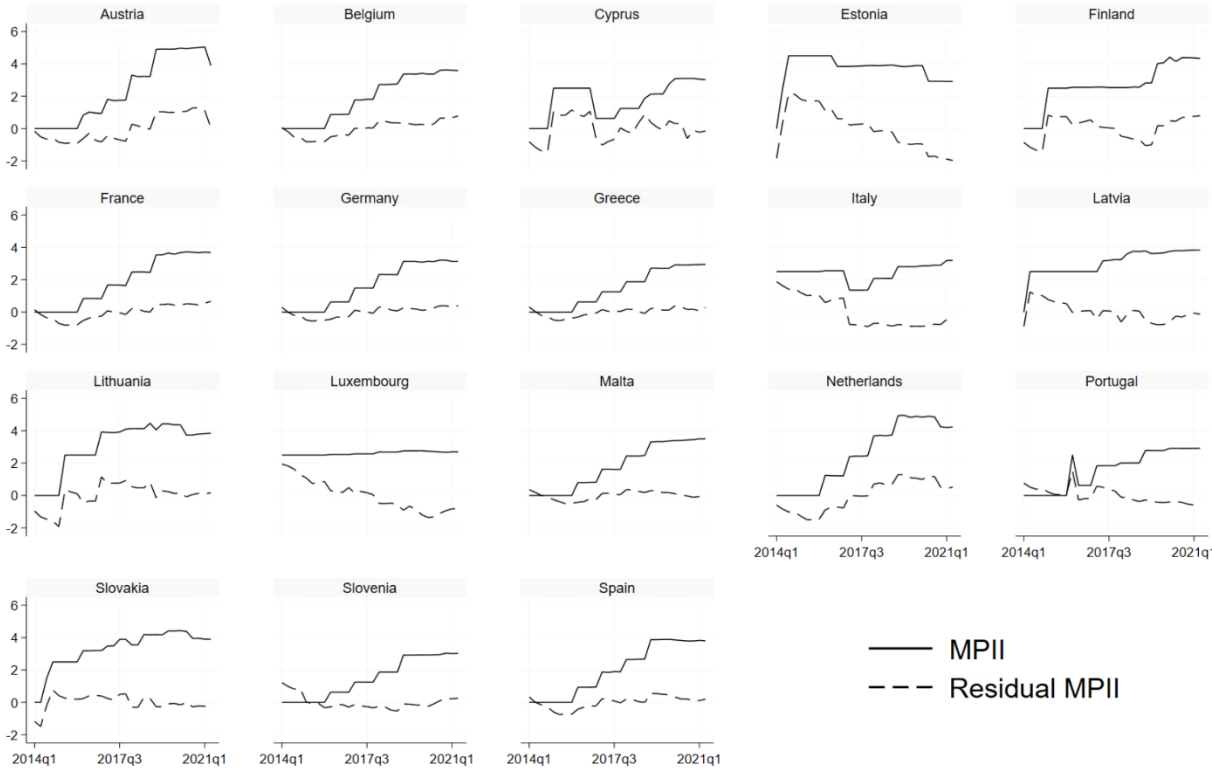 Austria Belgium Cyprus Estonia Finland
6
4
2
0
-2
France Germany Greece Italy Latvia
6
4
2
0
-2
Lithuania Luxembourg Malta Netherlands Portugal
6
4
2
0
-2
2014q1 2017q3 2021q1 2014q1 2017q3 2021q1
Slovakia Slovenia Spain
6
4
2
0
-2
2014q1 2017q3 2021q1 2014q1 2017q3 2021q1 2014q1 2017q3 2021q1
MPII
Residual MPII